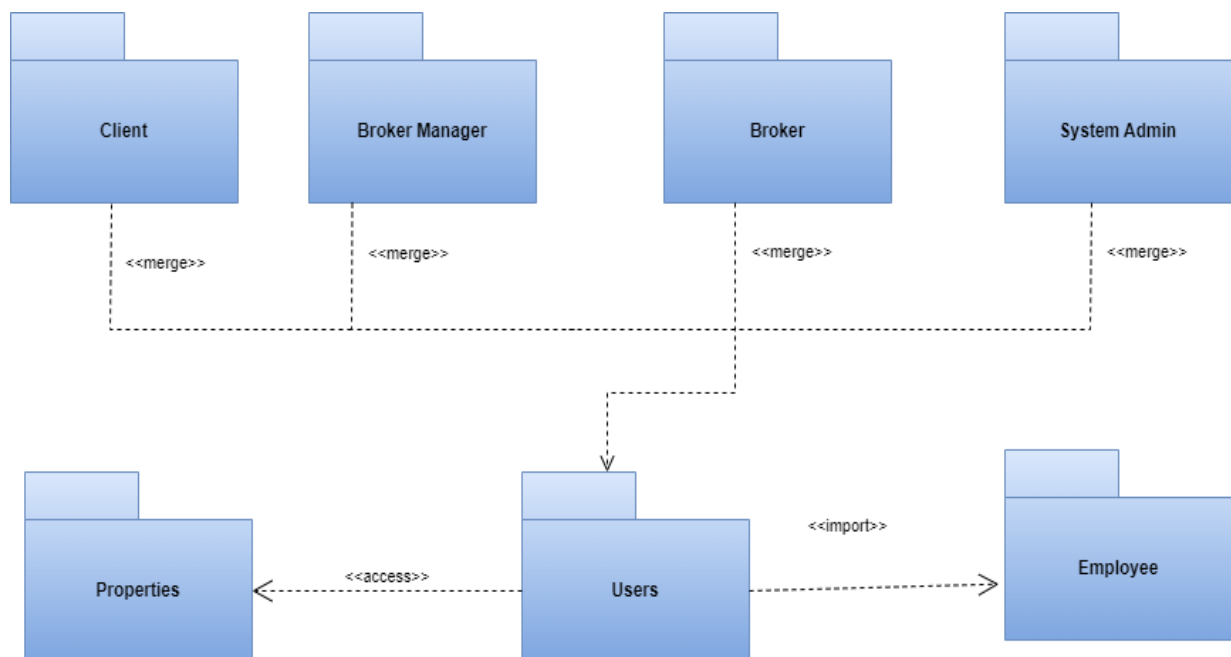 Client
Broker Manager
Broker
System Admin
<<merge>>
<<merge>>
<<merge>>
<<merge>>
<<import>>
Properties
<<access>>
Users
Employee